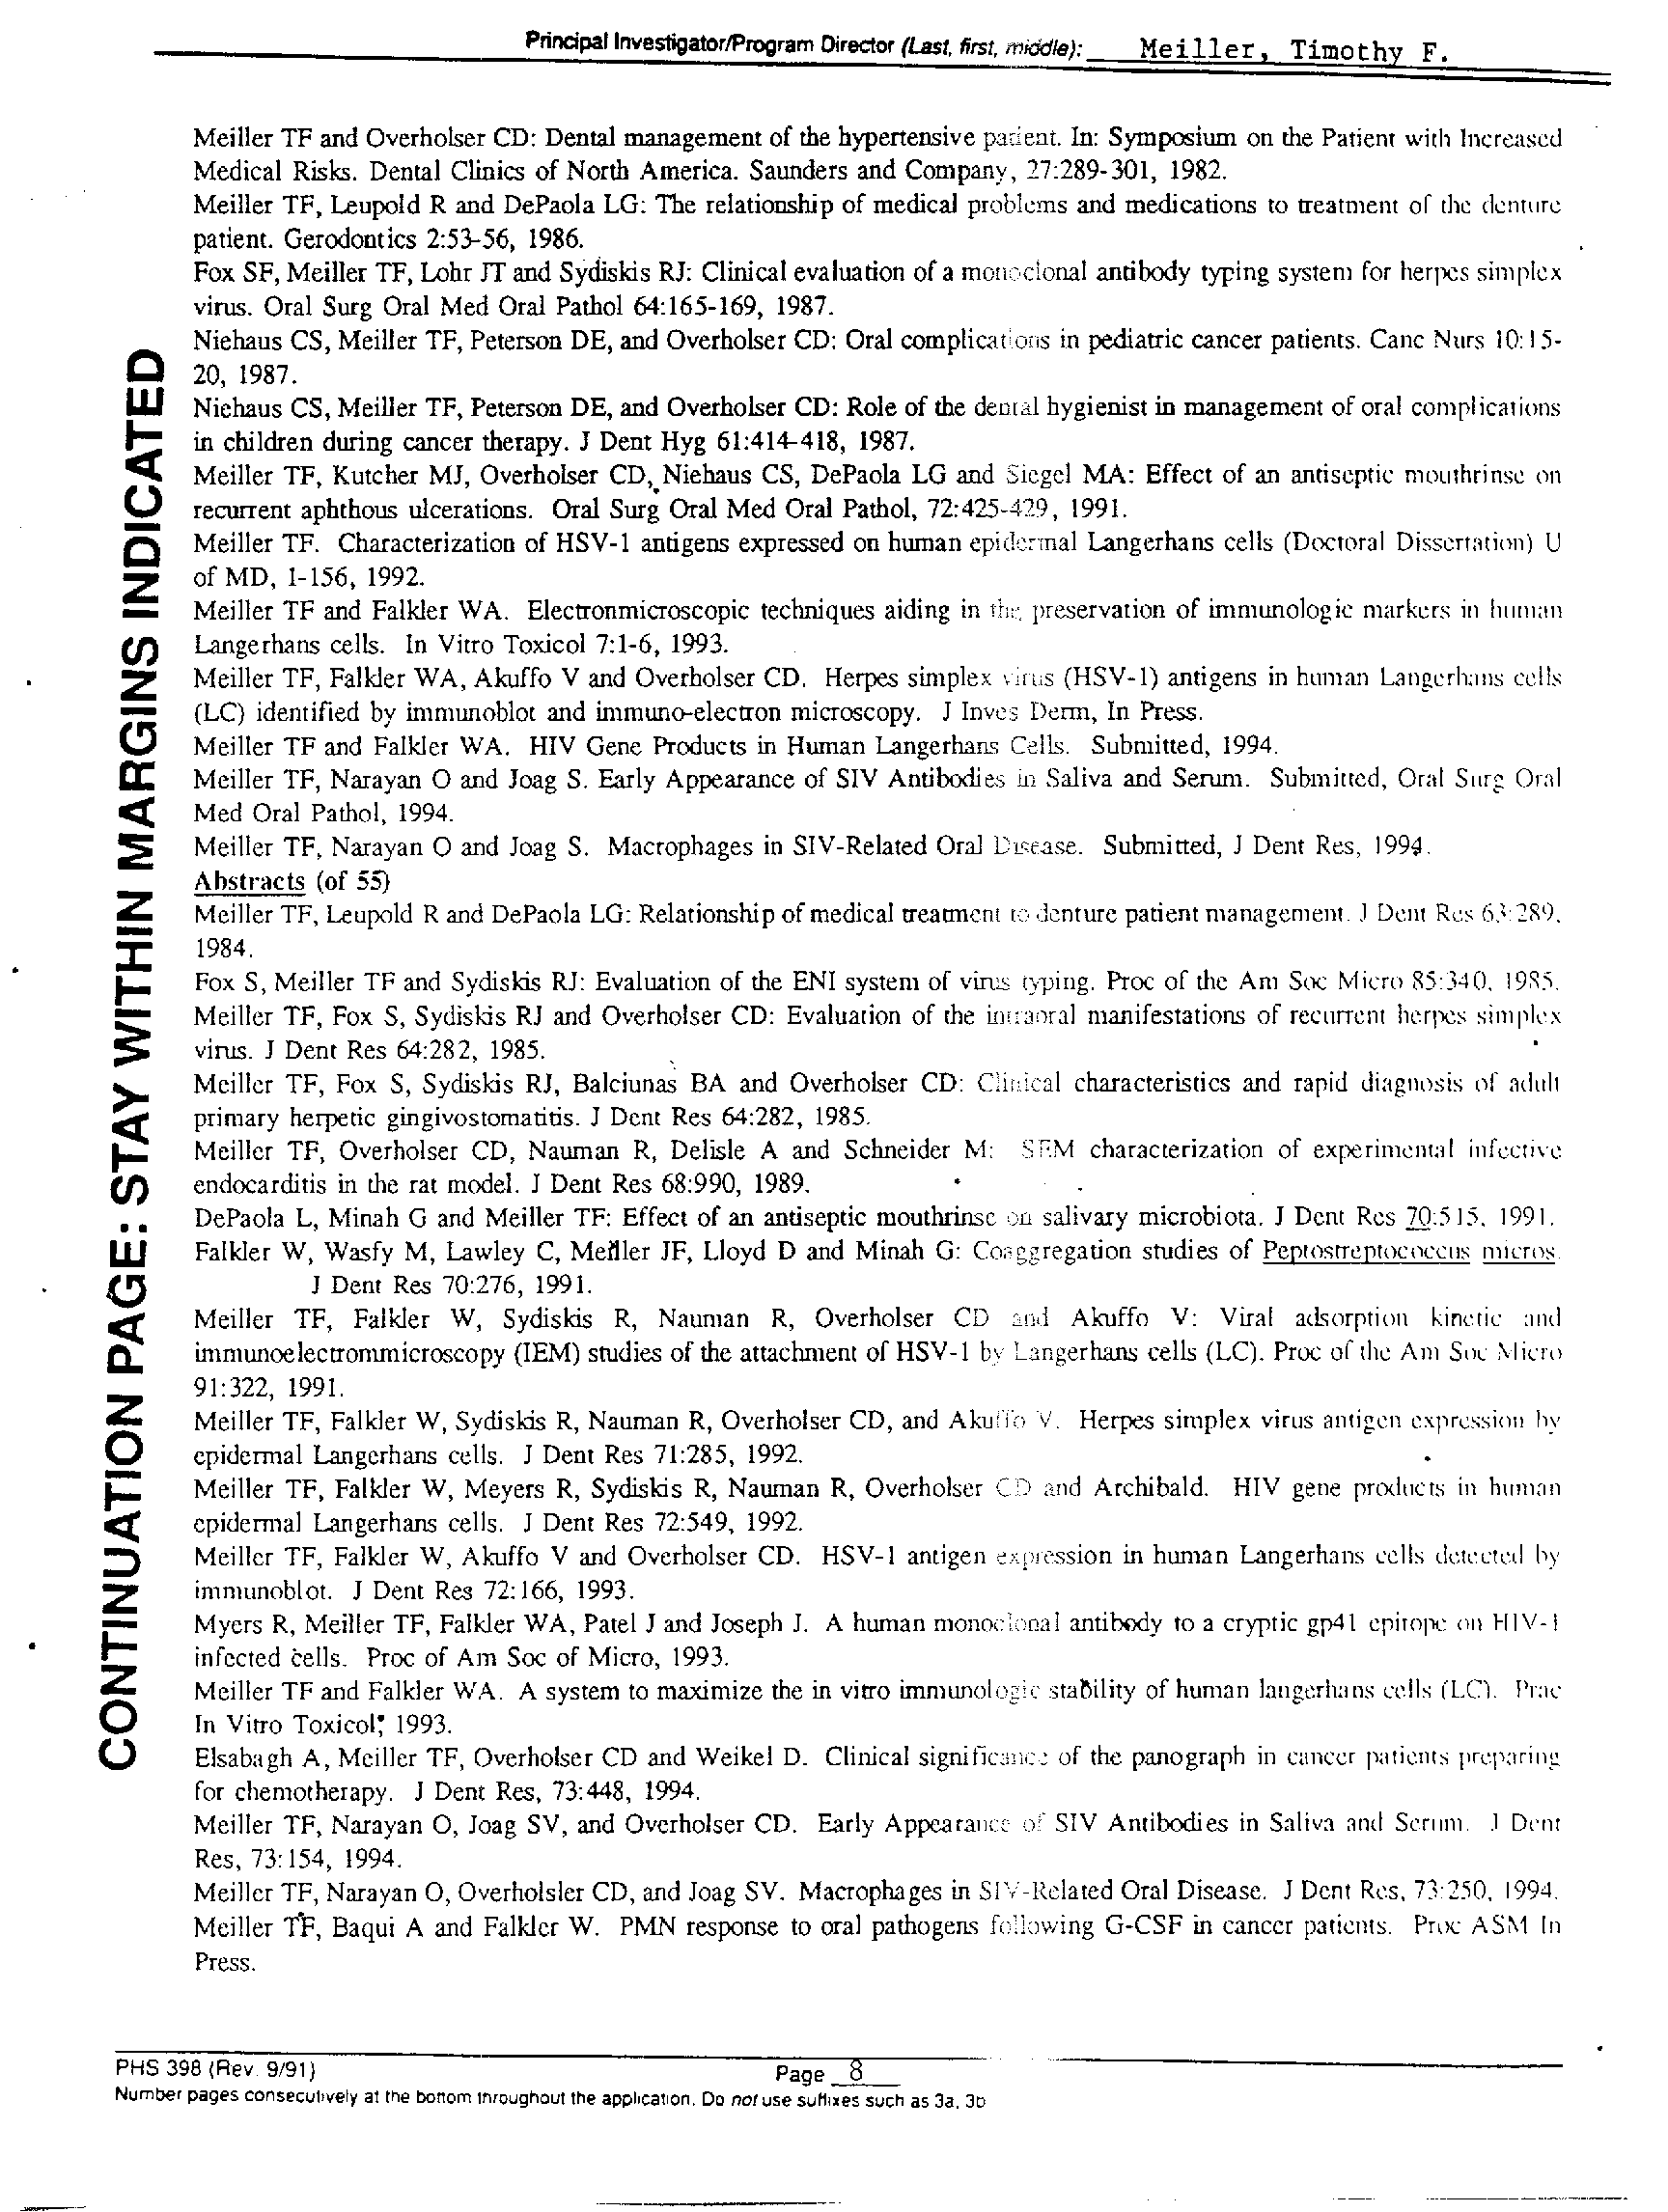 Principal Investigator/Program Director (Last, first, middle): Meiller, Timothy F.
Meiller TF and Overholser CD: Dental management of the hypertensive patient. In: Symposium on the Patient with Increased
Medical Risks. Dental Clinics of North America. Saunders and Company, 27:289-301, 1982.
Meiller TF, Leupold R and DePaola LG: The relationship of medical problems and medications to treatment of the denture
patient. Gerodontics 2:53-56, 1986.
Fox SF, Meiller TF, Lohr JT and Sydiskis RJ: Clinical evaluation of a monoclonal antibody typing system for herpes simplex
virus. Oral Surg Oral Med Oral Pathol 64:165-169, 1987.
Niehaus CS, Meiller TF, Peterson DE, and Overholser CD: Oral complications in pediatric cancer patients. Canc Nurs 10:15-
20, 1987.
Niehaus CS, Meiller TF, Peterson DE, and Overholser CD: Role of the dental hygienist in management of oral complications
in children during cancer therapy. J Dent Hyg 61:414-418, 1987.
Meiller TF, Kutcher MJ, Overholser CD, Niehaus CS, DePaola LG and Siegel MA: Effect of an antiseptic mouthrinse on
recurrent aphthous ulcerations. Oral Surg Oral Med Oral Pathol, 72:425-429, 1991.
Meiller TF. Characterization of HSV-1 antigens expressed on human epidermal Langerhans cells (Doctoral Dissertation) U
of MD, 1-156, 1992.
Meiller TF and Falkler WA. Electronmicroscopic techniques aiding in the preservation of immunologic markers in human
Langerhans cells. In Vitro Toxicol 7:1-6, 1993.
Meiller TF, Falkler WA, Akuffo V and Overholser CD. Herpes simplex virus (HSV-1) antigens in human Langerhans cells
(LC) identified by immunoblot and immuno-electron microscopy. J Inves Derm, In Press.
Meiller TF and Falkler WA. HIV Gene Products in Human Langerhans Cells. Submitted, 1994.
Meiller TF, Narayan O and Joag S. Early Appearance of SIV Antibodies in Saliva and Serum. Submitted, Oral Surg Oral
Med Oral Pathol, 1994.
Meiller TF, Narayan O and Joag S. Macrophages in SIV-Related Oral Disease. Submitted, J Dent Res, 1994.
Abstracts (of 55)
Meiller TF, Leupold R and DePaola LG: Relationship of medical treatment to denture patient management. J Dent Res 63:289,
1984.
Fox S, Meiller TF and Sydiskis RJ: Evaluation of the ENI system of virus typing. Proc of the Am Soc Micro 85:340, 1985.
Meiller TF, Fox S, Sydiskis RJ and Overholser CD: Evaluation of the intraoral manifestations of recurrent herpes simplex
virus. J Dent Res 64:282, 1985.
Meiller TF, Fox S, Sydiskis RJ, Balciunas BA and Overholser CD: Clinical characteristics and rapid diagnosis of adult
primary herpetic gingivostomatitis. J Dent Res 64:282, 1985.
Meiller TF, Overholser CD, Nauman R, Delisle A and Schneider M: SEM characterization of experimental infective
endocarditis in the rat model. J Dent Res 68:990, 1989.
DePaola L, Minah G and Meiller TF: Effect of an antiseptic mouthrinse on salivary microbiota. J Dent Res 70:515, 1991.
Falkler W, Wasfy M, Lawley C, Meiller JF, Lloyd D and Minah G: Coaggregation studies of Peptostreptococcus micros.
J Dent Res 70:276, 1991.
Meiller TF, Falkler W, Sydiskis R, Nauman R, Overholser CD and Akuffo V: Viral adsorption kinetic and
immunoelectronmicroscopy (IEM) studies of the attachment of HSV-1 by Langerhans cells (LC). Proc of the Am Soc Micro
91:322, 1991.
Meiller TF, Falkler W, Sydiskis R, Nauman R, Overholser CD, and Akuffo V. Herpes simplex virus antigen expression by
epidermal Langerhans cells. J Dent Res 71:285, 1992.
Meiller TF, Falkler W, Meyers R, Sydiskis R, Nauman R, Overholser CD and Archibald. HIV gene products in human
epidermal Langerhans cells. J Dent Res 72:549, 1992.
Meiller TF, Falkler W, Akuffo V and Overholser CD. HSV-1 antigen expression in human Langerhans cells detected by
immunoblot. J Dent Res 72:166, 1993.
Myers R, Meiller TF, Falkler WA, Patel J and Joseph J. A human monoclonal antibody to a cryptic gp41 epitope on HIV-1
infected cells. Proc of Am Soc of Micro, 1993.
Meiller TF and Falkler WA. A system to maximize the in vitro immunologic stability of human langerhans cells (LC). Prac
In Vitro Toxicol, 1993.
Elsabagh A, Meiller TF, Overholser CD and Weikel D. Clinical significance of the panograph in cancer patients preparing
for chemotherapy. J Dent Res, 73:448, 1994.
Meiller TF, Narayan O, Joag SV, and Overholser CD. Early Appearance of SIV Antibodies in Saliva and Serum. J Dent
Res, 73:154, 1994.
Meiller TF, Narayan O, Overholsler CD, and Joag SV. Macrophages in SIV-Related Oral Disease. J Dent Res, 73:250, 1994.
Meiller TF, Baqui A and Falkler W. PMN response to oral pathogens following G-CSF in cancer patients. Proc ASM In
Press.
CONTINUATION PAGE: STAY WITHIN MARGINS INDICATED
PHS 398 (Rev. 9/91)
Page 8
Number pages consecutively at the bottom throughout the application. Do not use suffixes such as 3a, 3b